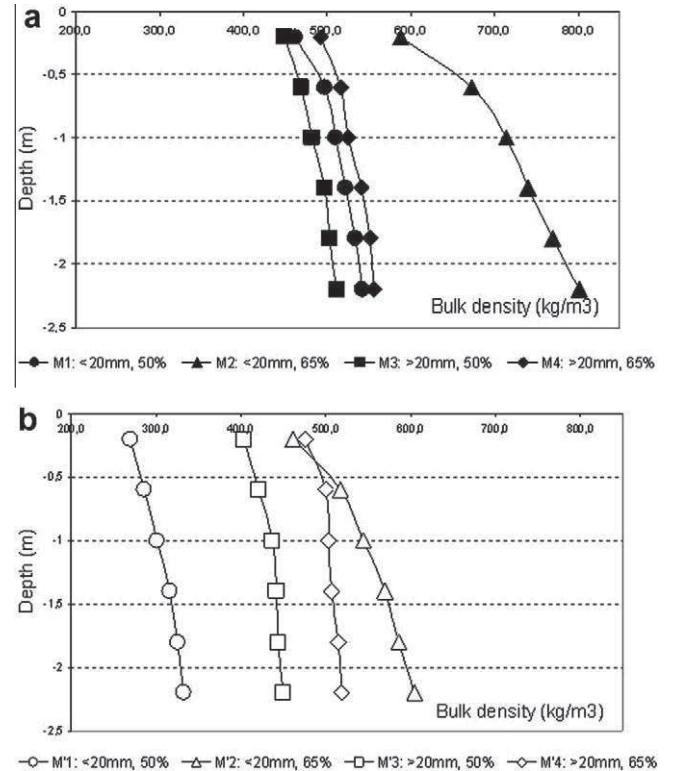 a
0
200,0 300,0 400,0 500,0 600,0 700,0 800,0
-0,5
-1
-1,5
-2
-2,5
Depth (m)
Bulk density (kg/m3)
M1: <20mm, 50% M2: <20mm, 65% M3: >20mm, 50% M4: >20mm, 65%
b
0
200,0 300,0 400,0 500,0 600,0 700,0 800,0
-0,5
-1
-1,5
-2
-2,5
Depth (m)
Bulk density (kg/m3)
M'1: <20mm, 50% M'2: <20mm, 65% M'3: >20mm, 50% M'4: >20mm, 65%